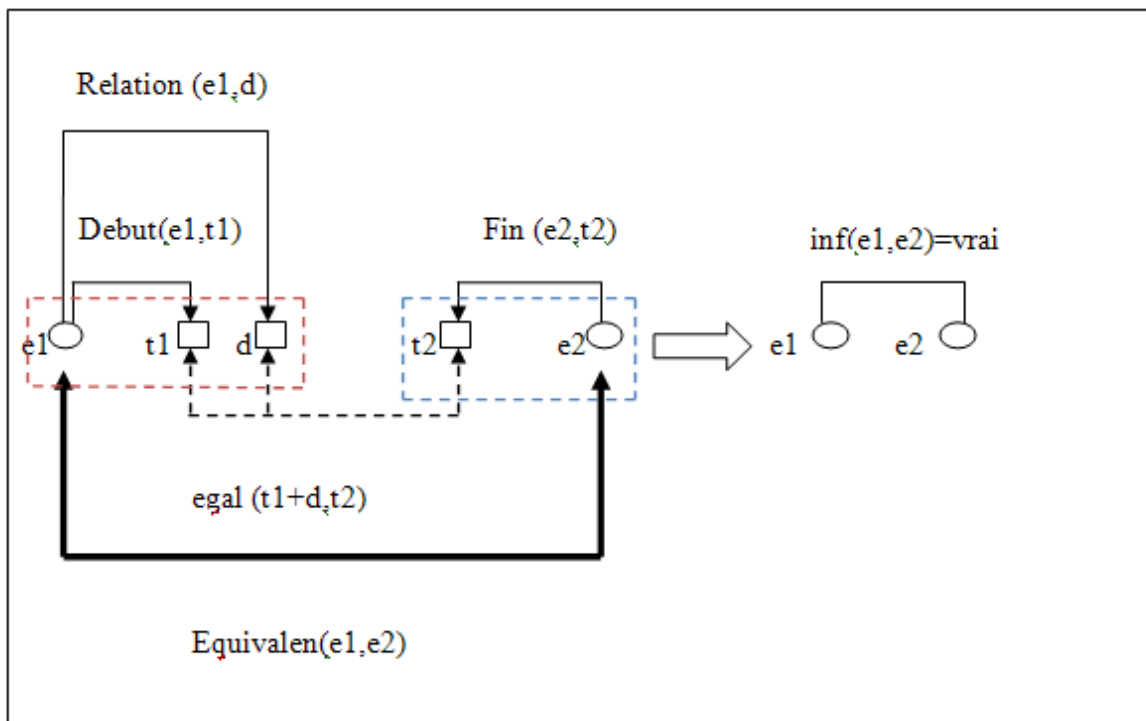 Relation (e1,d)
Debut(e1,t1)
Fin (e2,t2)
inf(e1,e2)=vrai
e1
t1
d
t2
e2
e1
e2
egal (t1+d,t2)
Equivalen(e1,e2)